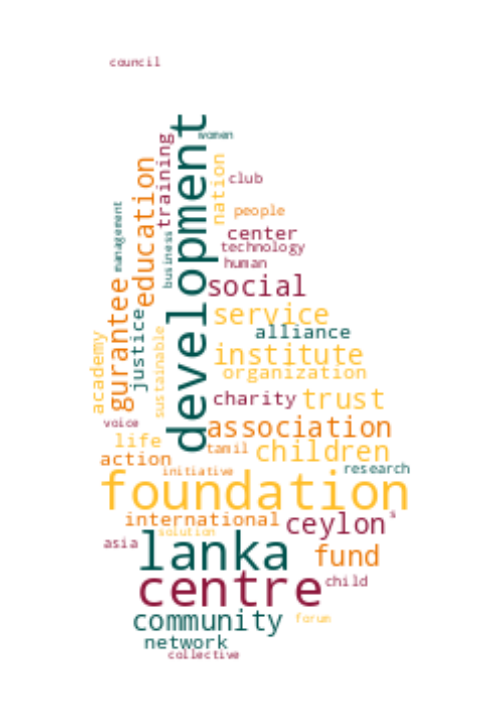 council
women
development
training
education
nation
club
people
management
business
center
technology
human
social
gurantee
justice
service
alliance
sustainable
academy
institute
organization
charity
trust
voice
association
life
tamil
children
action
initiative
research
foundation
international
ceylon
s
solution
asia
lanka
fund
centre
child
community
forum
network
collective